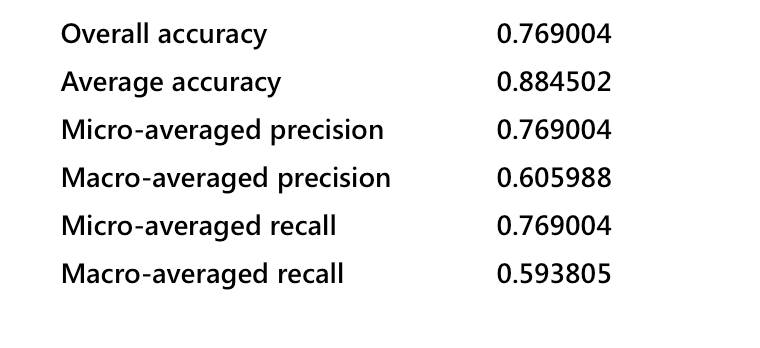 Overall accuracy 0.769004
Average accuracy 0.884502
Micro-averaged precision 0.769004
Macro-averaged precision 0.605988
Micro-averaged recall 0.769004
Macro-averaged recall 0.593805